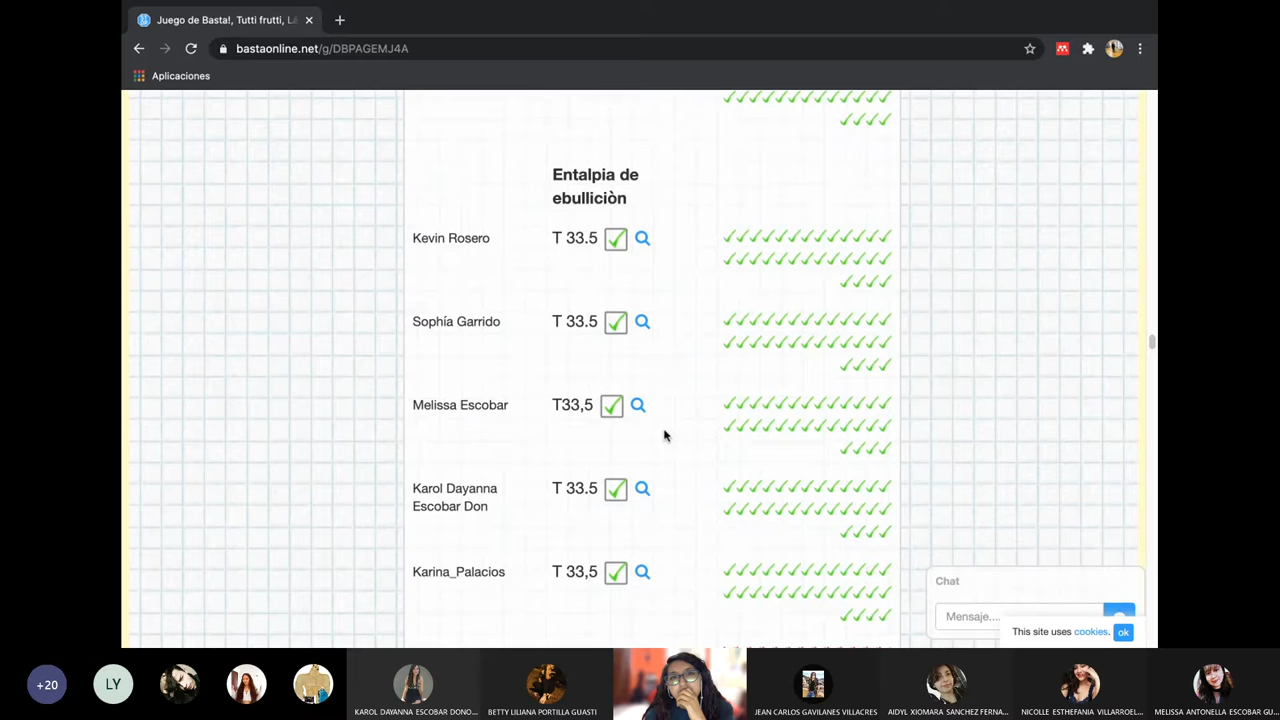 Juego de Basta!, Tutti frutti, Lá
bastaonline.net/g/DBPAGEMJ4A
Aplicaciones
Entalpia de
ebulliciòn
Kevin Rosero
T 33.5
Sophía Garrido
T 33.5
Melissa Escobar
T33,5
Karol Dayanna
Escobar Don
T 33.5
Karina_Palacios
T 33,5
Chat
Mensaje....
This site uses cookies.
ok
+20
LY
KAROL DAYANNA ESCOBAR DONO...
BETTY LILIANA PORTILLA GUASTI
JEAN CARLOS GAVILANES VILLACRES
AIDYL XIOMARA SANCHEZ FERNA...
NICOLLE ESTHEFANIA VILLARROEL...
MELISSA ANTONELLA ESCOBAR GU...